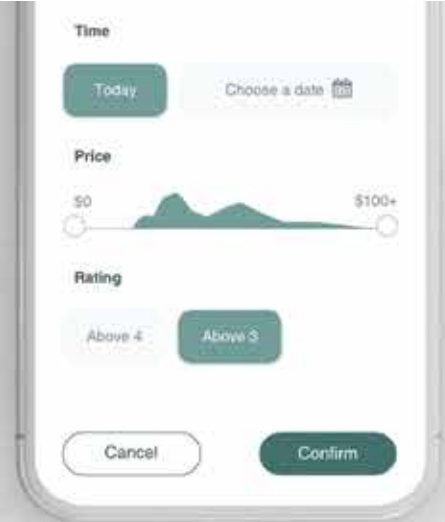 Time
Today
Choose a date
Price
$0
$100+
Rating
Above 4
Above 3
Cancel
Confirm